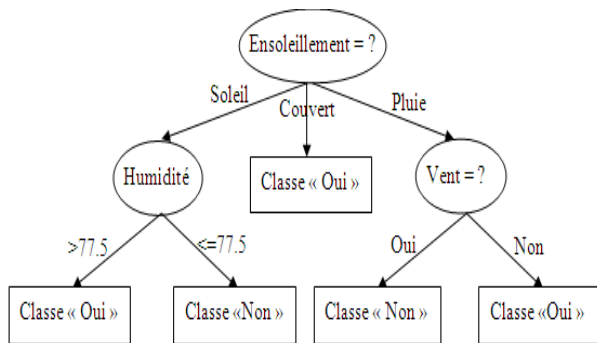 Ensoleillement = ?
Soleil
Couvert
Pluie
Humidité
Classe « Oui »
Vent = ?
>77.5
<=77.5
Oui
Non
Classe « Oui »
Classe «Non »
Classe « Non »
Classe «Oui »